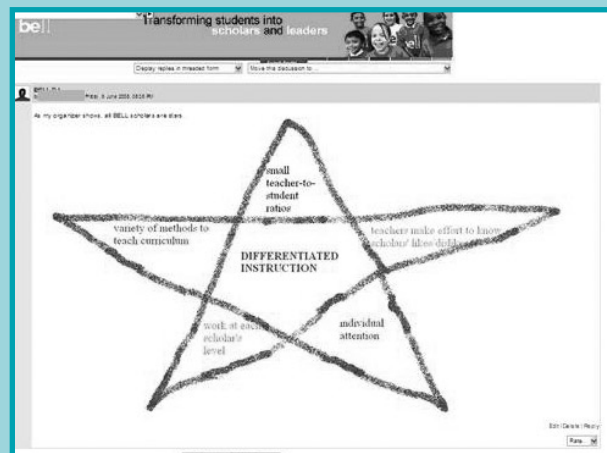 bell
Transforming students into
scholars and leaders
Display replies in threaded form
Move this discussion to ...
As my organizer shows, all BELL scholars are stars.
small
teacher-to-
student
ratios
variety of methods to
teach curriculum
teachers make effort to know
scholars' likes/dislikes
DIFFERENTIATED
INSTRUCTION
work at each
scholar's
level
individual
attention
Edit | Delete | Reply
Rate...